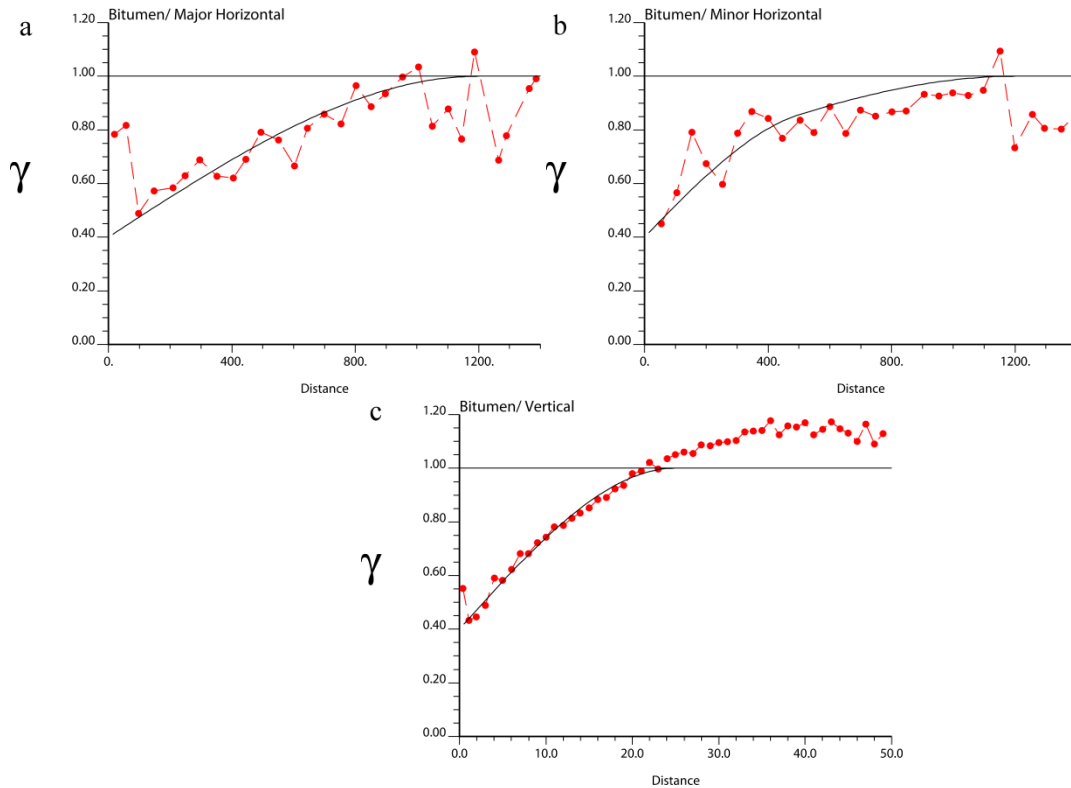 a
Bitumen/ Major Horizontal
1.20
1.00
0.80
0.60
0.40
0.20
0.00
γ
0.
400.
800.
1200.
Distance
b
Bitumen/ Minor Horizontal
1.20
1.00
0.80
0.60
0.40
0.20
0.00
γ
0.
400.
800.
1200.
Distance
c
Bitumen/ Vertical
1.20
1.00
0.80
0.60
0.40
0.20
0.00
γ
0.0
10.0
20.0
30.0
40.0
50.0
Distance